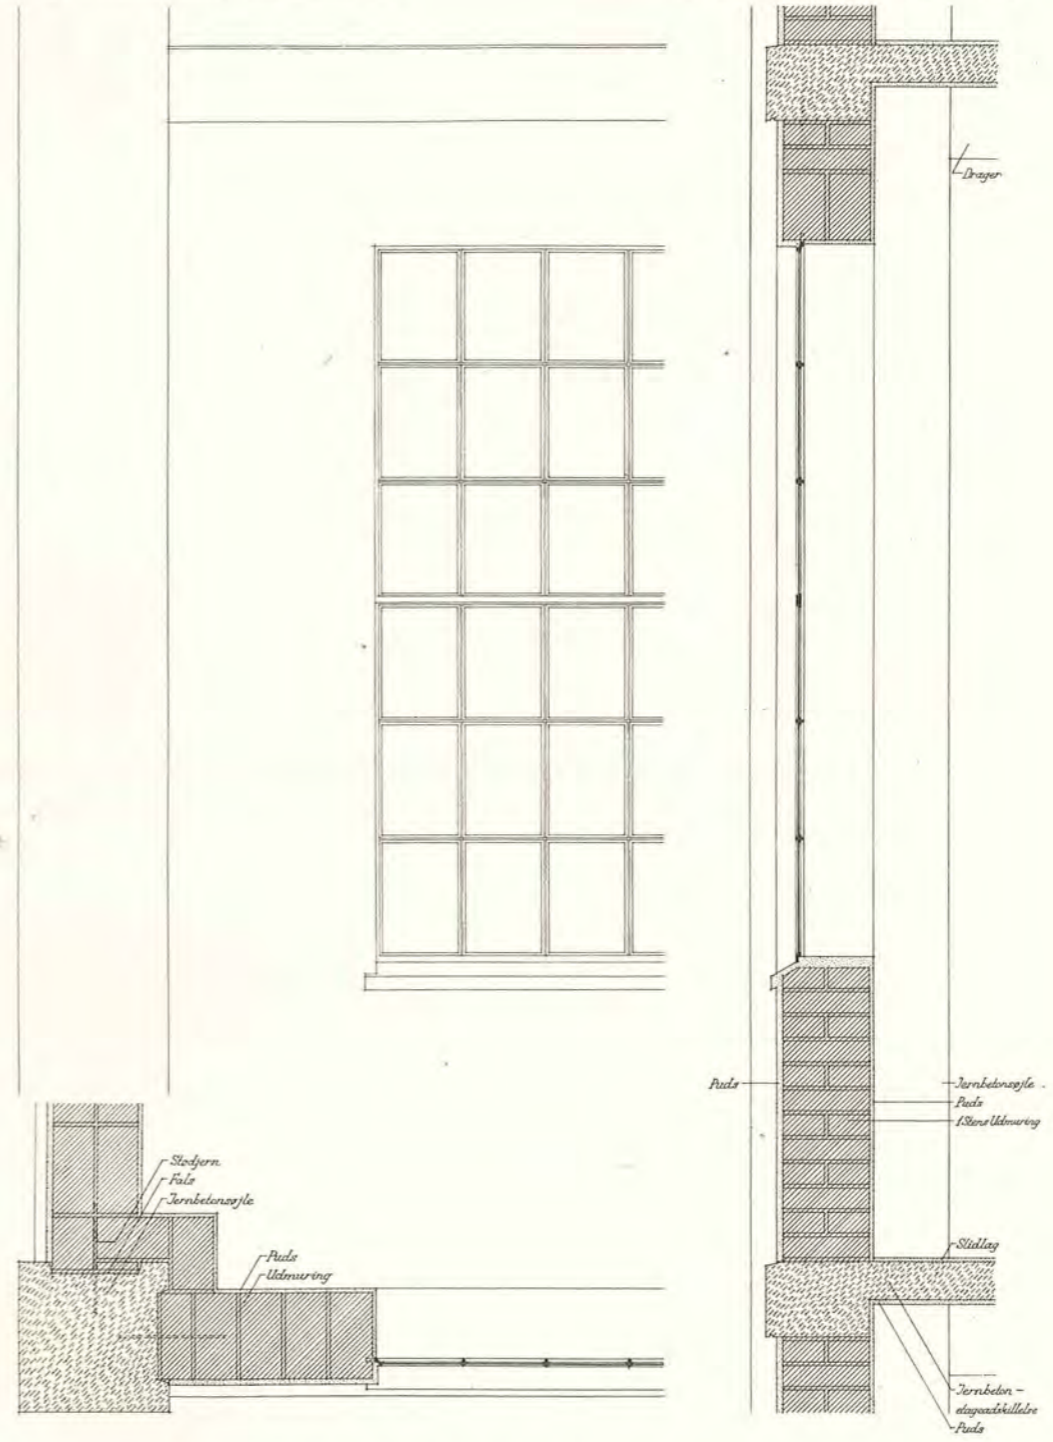 Drager
Puds
Jernbetonsøjle
Puds
1 Stens Udmuring
Stødjern
Fals
Jernbetonsøjle
Puds
Udmuring
Slidlag
Jernbeton –
etageadskillelse
Puds